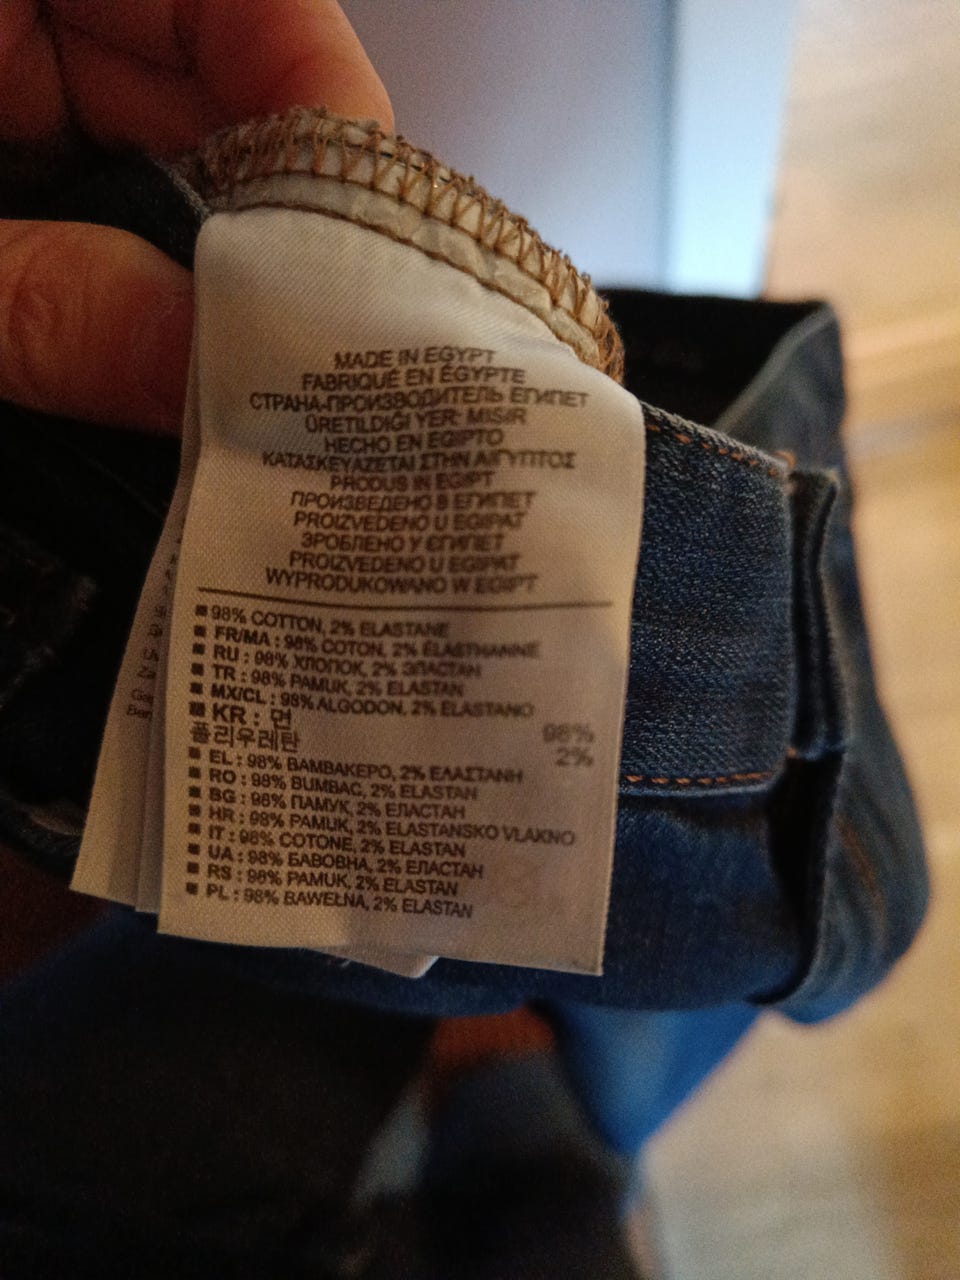 MADE IN EGYPT
FABRIQUÉ EN ÉGYPTE
СТРАНА-ПРОИЗВОДИТЕЛЬ ЕГИПЕТ
ÜRETILDIĞI YER: MISIR
HECHO EN EGIPTO
ΚΑΤΑΣΚΕΥΑΖΕΤΑΙ ΣΤΗΝ ΑΙΓΥΠΤΟΣ
PRODUS IN EGIPT
ПРОИЗВЕДЕНО В ЕГИПЕТ
PROIZVEDENO U EGIPAT
ЗРОБЛЕНО У ЄГИПЕТ
PROIZVEDENO U EGIPAT
WYPRODUKOWANO W EGIPT
■ 98% COTTON, 2% ELASTANE
■ FR/MA : 98% COTON, 2% ÉLASTHANNE
■ RU : 98% ХЛОПОК, 2% ЭЛАСТАН
■ TR : 98% PAMUK, 2% ELASTAN
■ MX/CL : 98% ALGODON, 2% ELASTANO
■ KR : 면 98%
폴리우레탄 2%
■ EL : 98% ΒΑΜΒΑΚΕΡΟ, 2% ΕΛΑΣΤΑΝΗ
■ RO : 98% BUMBAC, 2% ELASTAN
■ BG : 98% ПАМУК, 2% ЕЛАСТАН
■ HR : 98% PAMUK, 2% ELASTANSKO VLAKNO
■ IT : 98% COTONE, 2% ELASTAN
■ UA : 98% БАВОВНА, 2% ЕЛАСТАН
■ RS : 98% PAMUK, 2% ELASTAN
■ PL : 98% BAWEŁNA, 2% ELASTAN